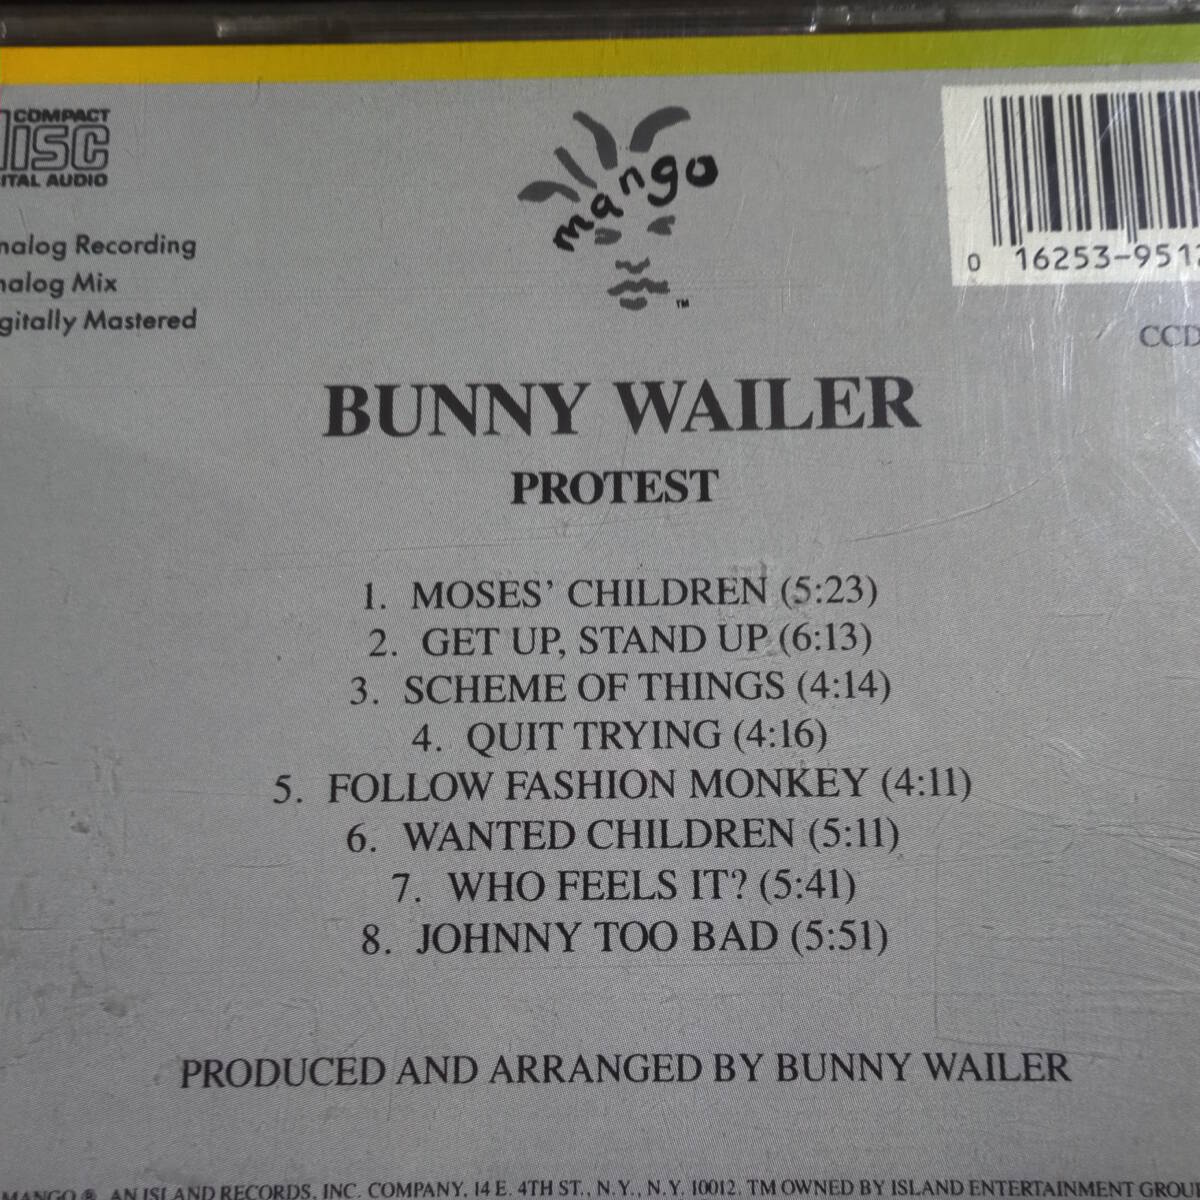 COMPACT
DISC
DIGITAL AUDIO
mango
™
0 16253-9512
Analog Recording
Analog Mix
Digitally Mastered
CCD
BUNNY WAILER
PROTEST
1. MOSES' CHILDREN (5:23)
2. GET UP, STAND UP (6:13)
3. SCHEME OF THINGS (4:14)
4. QUIT TRYING (4:16)
5. FOLLOW FASHION MONKEY (4:11)
6. WANTED CHILDREN (5:11)
7. WHO FEELS IT? (5:41)
8. JOHNNY TOO BAD (5:51)
PRODUCED AND ARRANGED BY BUNNY WAILER
MANGO ®, AN ISLAND RECORDS, INC. COMPANY, 14 E. 4TH ST., N.Y., N.Y. 10012. TM OWNED BY ISLAND ENTERTAINMENT GROUP